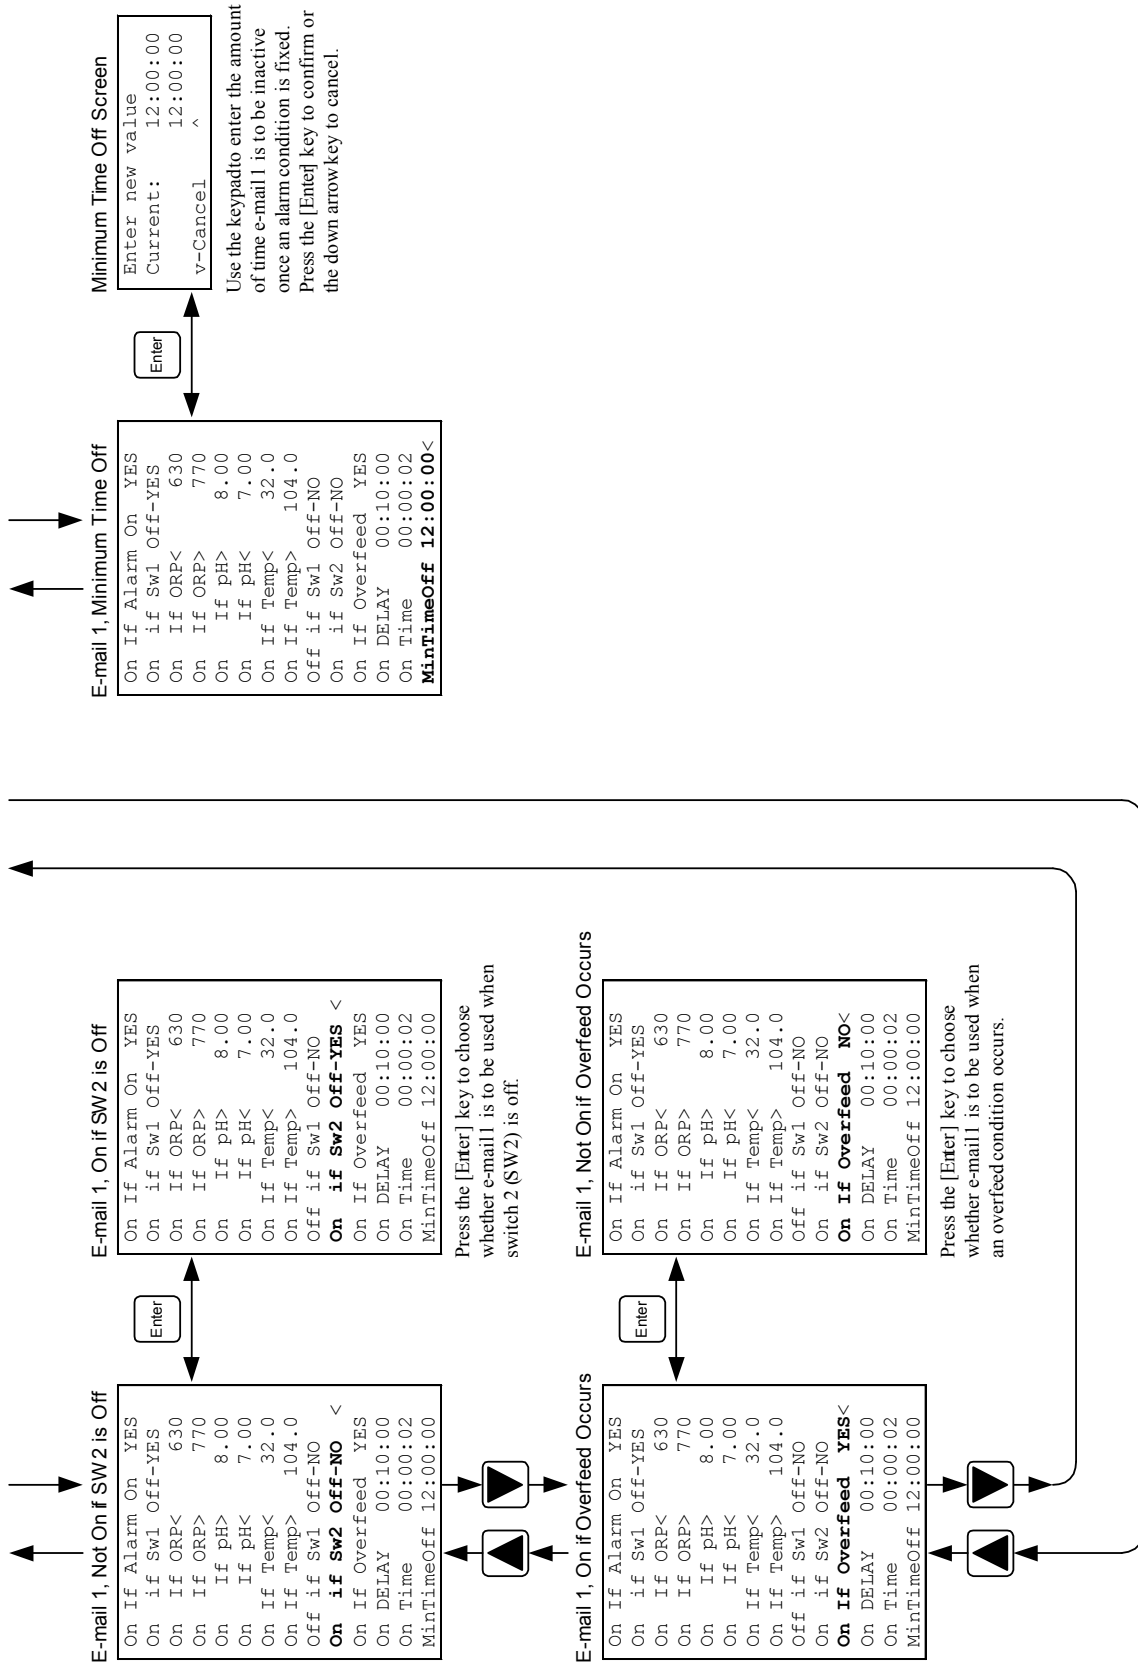 E-mail 1, Not On if SW2 is Off
On If Alarm On YES
On if Sw1 Off-YES
On If ORP< 630
On If ORP> 770
On If pH> 8.00
On If pH< 7.00
On If Temp< 32.0
On If Temp> 104.0
Off if Sw1 Off-NO
On if Sw2 Off-NO <
On If Overfeed YES
On DELAY 00:10:00
On Time 00:00:02
MinTimeOff 12:00:00
Enter
E-mail 1, On if SW2 is Off
On If Alarm On YES
On if Sw1 Off-YES
On If ORP< 630
On If ORP> 770
On If pH> 8.00
On If pH< 7.00
On If Temp< 32.0
On If Temp> 104.0
Off if Sw1 Off-NO
On if Sw2 Off-YES <
On If Overfeed YES
On DELAY 00:10:00
On Time 00:00:02
MinTimeOff 12:00:00
Press the [Enter] key to choose
whether e-mail 1 is to be used when
switch 2 (SW2) is off.
E-mail 1, On if Overfeed Occurs
On If Alarm On YES
On if Sw1 Off-YES
On If ORP< 630
On If ORP> 770
On If pH> 8.00
On If pH< 7.00
On If Temp< 32.0
On If Temp> 104.0
Off if Sw1 Off-NO
On if Sw2 Off-NO
On If Overfeed YES<
On DELAY 00:10:00
On Time 00:00:02
MinTimeOff 12:00:00
Enter
E-mail 1, Not On if Overfeed Occurs
On If Alarm On YES
On if Sw1 Off-YES
On If ORP< 630
On If ORP> 770
On If pH> 8.00
On If pH< 7.00
On If Temp< 32.0
On If Temp> 104.0
Off if Sw1 Off-NO
On if Sw2 Off-NO
On If Overfeed NO<
On DELAY 00:10:00
On Time 00:00:02
MinTimeOff 12:00:00
Press the [Enter] key to choose
whether e-mail 1 is to be used when
an overfeed condition occurs.
E-mail 1, Minimum Time Off
On If Alarm On YES
On if Sw1 Off-YES
On If ORP< 630
On If ORP> 770
On If pH> 8.00
On If pH< 7.00
On If Temp< 32.0
On If Temp> 104.0
Off if Sw1 Off-NO
On if Sw2 Off-NO
On If Overfeed YES
On DELAY 00:10:00
On Time 00:00:02
MinTimeOff 12:00:00<
Enter
Minimum Time Off Screen
Enter new value
Current: 12:00:00
12:00:00
v-Cancel ^
Use the keypadto enter the amount
of time e-mail 1 is to be inactive
once an alarm condition is fixed.
Press the [Enter] key to confirm or
the down arrow key to cancel.